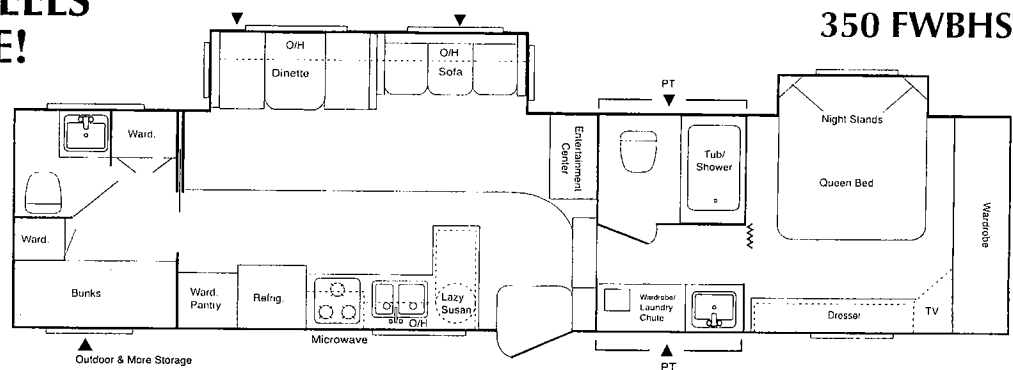 E!
350 FWBHS
O/H
Dinette
O/H
Sofa
PT
Ward.
Entertainment
Center
Tub/
Shower
Night Stands
Queen Bed
Wardrobe
Ward.
Bunks
Ward.
Pantry
Refrig.
Lazy
Susan
O/H
Microwave
Wardrobe/
Laundry
Chute
Dresser
TV
PT
Outdoor & More Storage